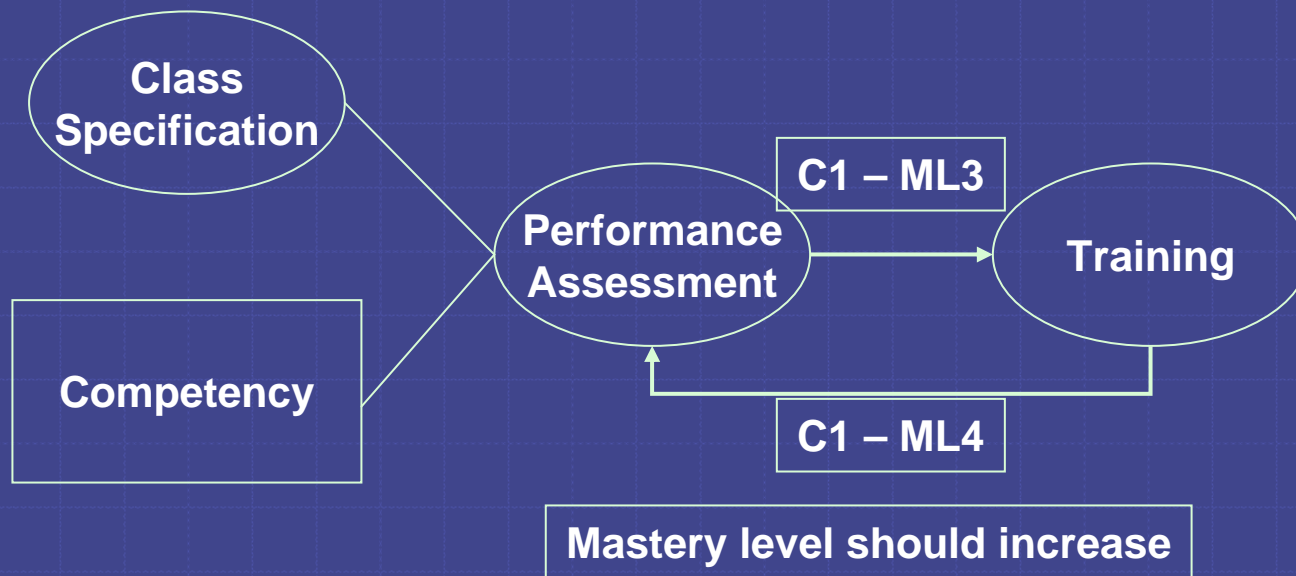 Class
Specification
C1 – ML3
Performance
Assessment
Training
Competency
C1 – ML4
Mastery level should increase